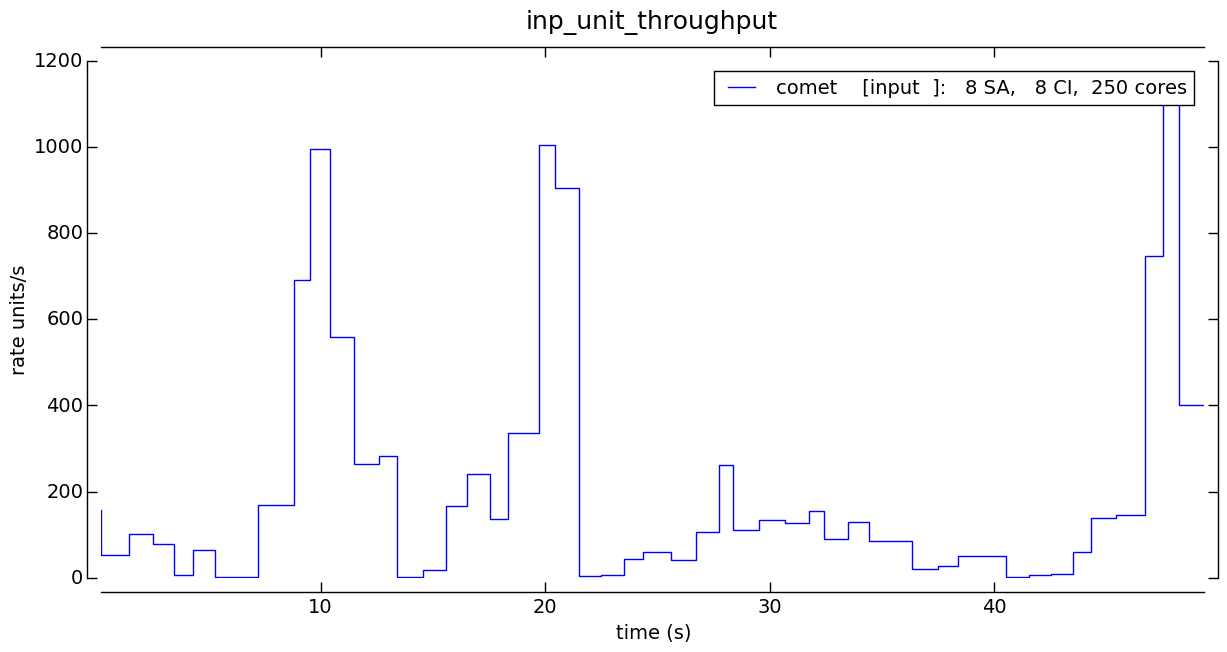 inp_unit_throughput
1200
comet [input ]: 8 SA, 8 CI, 250 cores
1000
800
600
400
200
0
rate units/s
10 20 30 40
time (s)